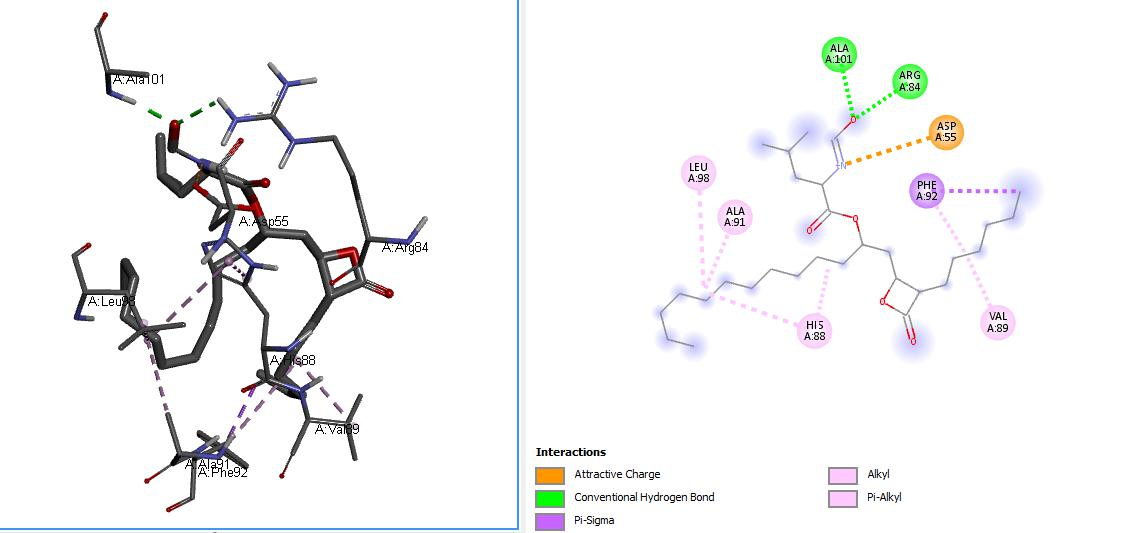 A:Ala101
A:Asp55
A:Arg84
A:Leu98
A:His88
A:Val89
A:Ala91
A:Phe92
ALA
A:101
ARG
A:84
ASP
A:55
LEU
A:98
PHE
A:92
ALA
A:91
HIS
A:88
VAL
A:89
O
N
O
O
O
O
Interactions
Attractive Charge
Conventional Hydrogen Bond
Pi-Sigma
Alkyl
Pi-Alkyl